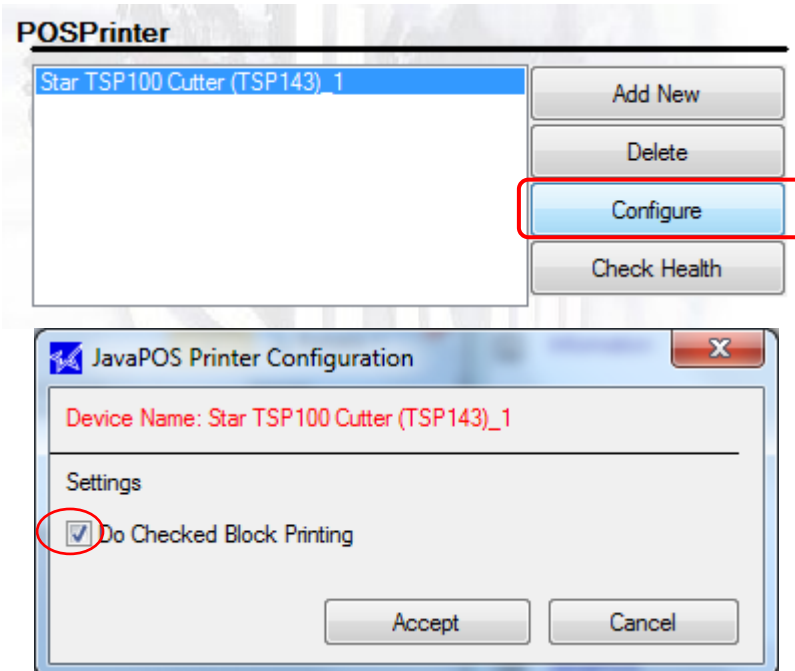 POSPrinter
Star TSP100 Cutter (TSP143)_1
Add New
Delete
Configure
Check Health
JavaPOS Printer Configuration
Device Name: Star TSP100 Cutter (TSP143)_1
Settings
Do Checked Block Printing
Accept Cancel